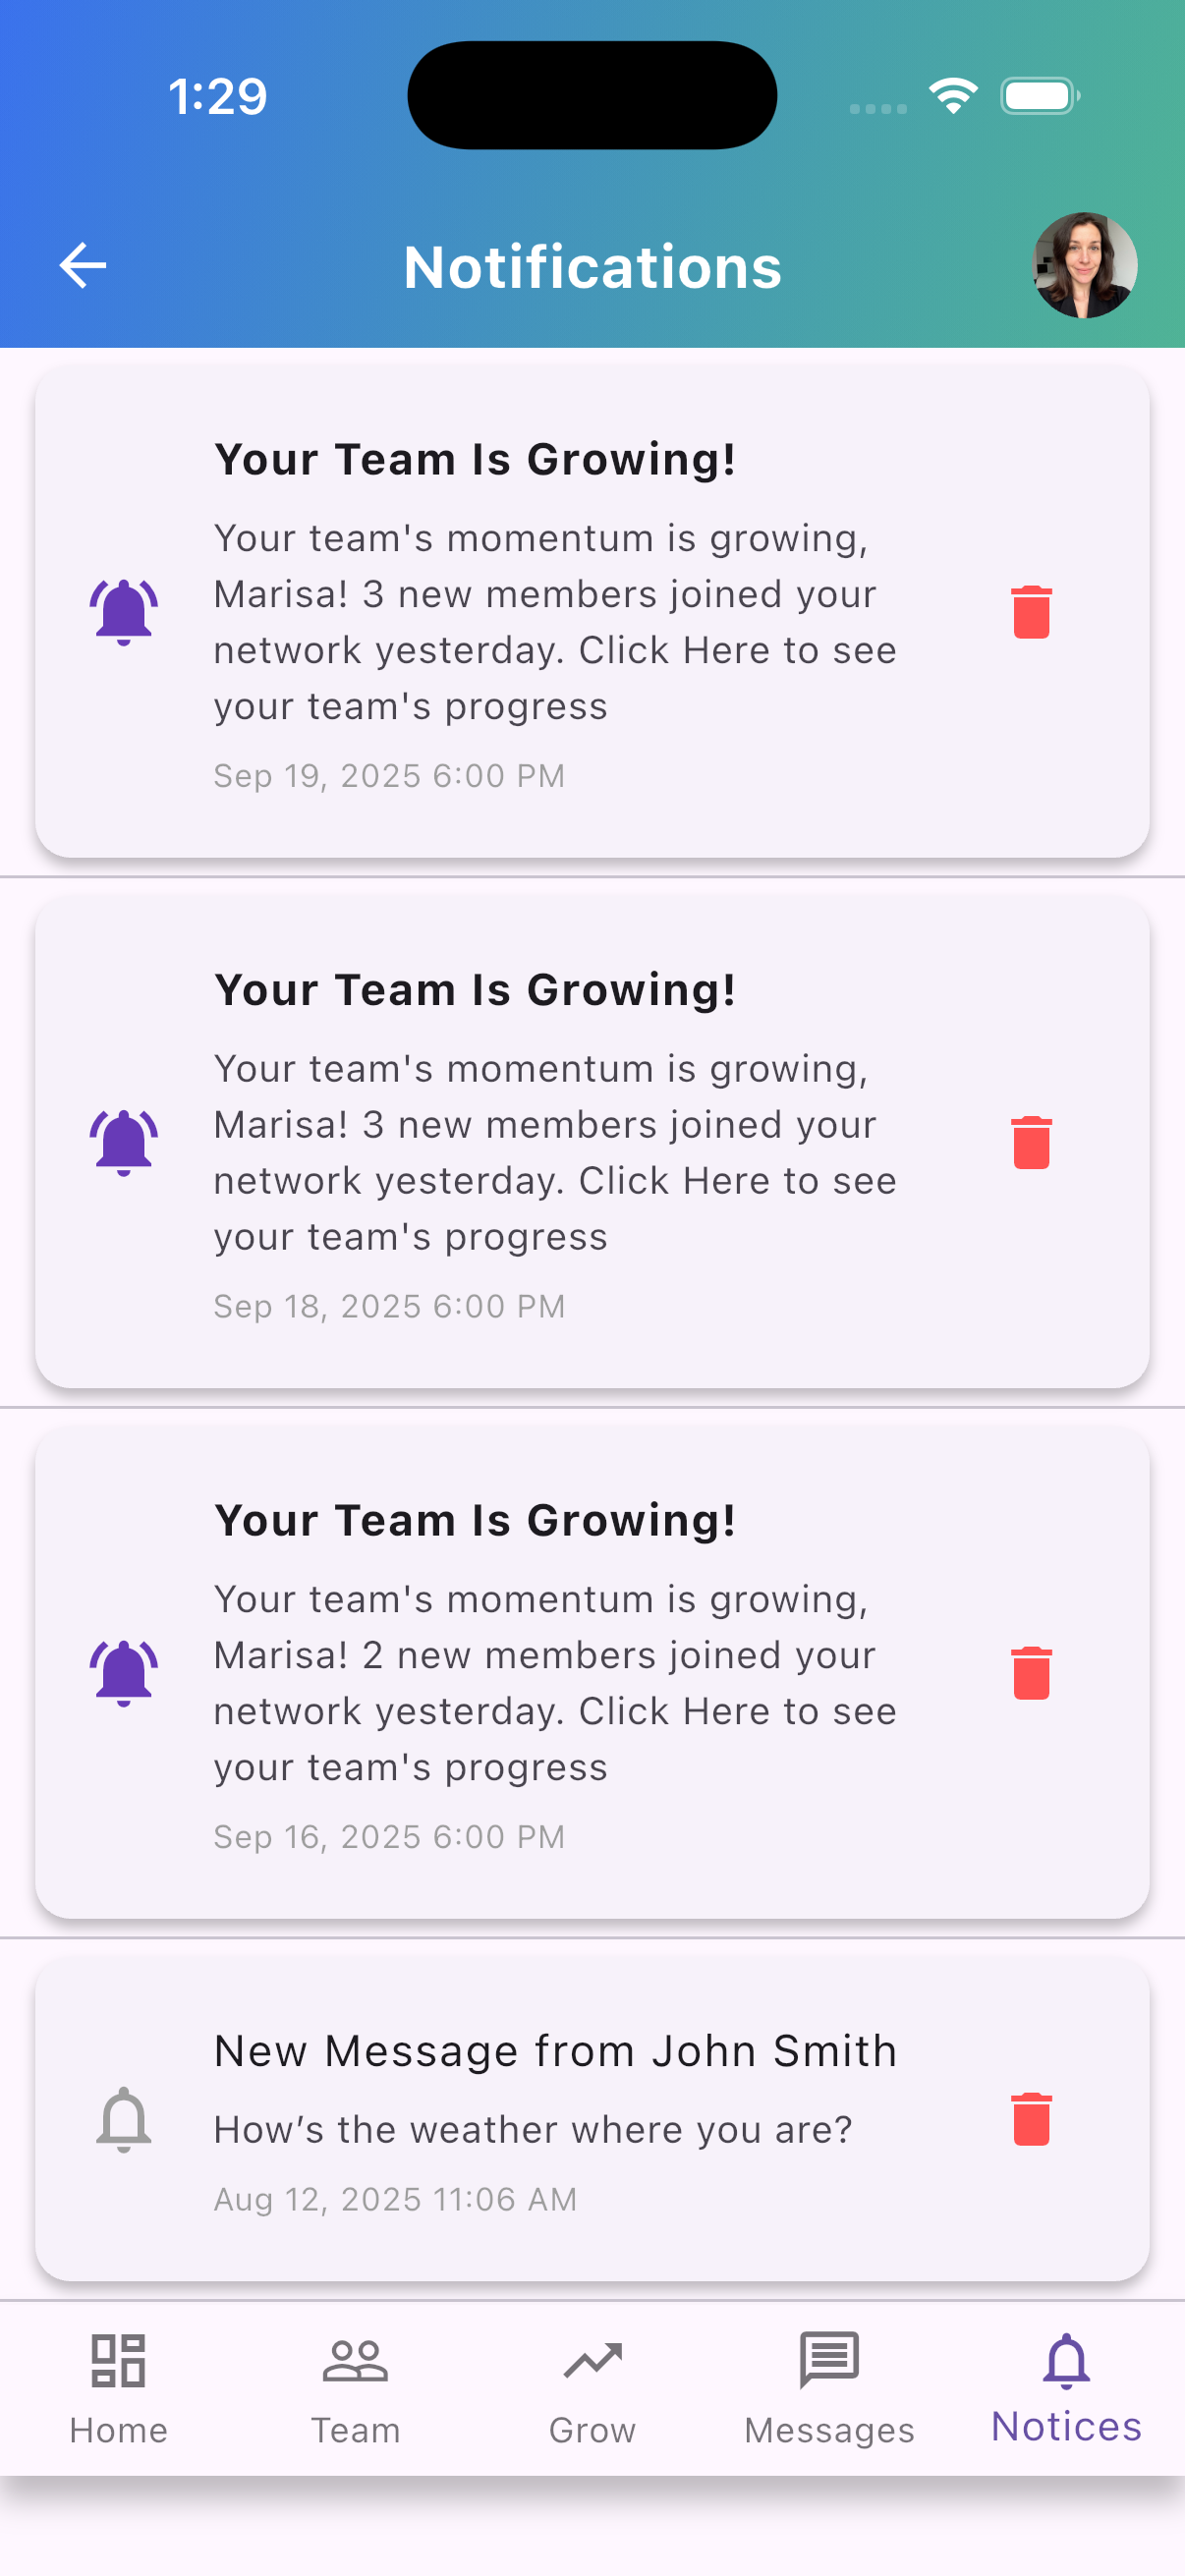 1:29
Notifications
Your Team Is Growing!
Your team's momentum is growing,
Marisa! 3 new members joined your
network yesterday. Click Here to see
your team's progress
Sep 19, 2025 6:00 PM
Your Team Is Growing!
Your team's momentum is growing,
Marisa! 3 new members joined your
network yesterday. Click Here to see
your team's progress
Sep 18, 2025 6:00 PM
Your Team Is Growing!
Your team's momentum is growing,
Marisa! 2 new members joined your
network yesterday. Click Here to see
your team's progress
Sep 16, 2025 6:00 PM
New Message from John Smith
How’s the weather where you are?
Aug 12, 2025 11:06 AM
Home Team Grow Messages Notices